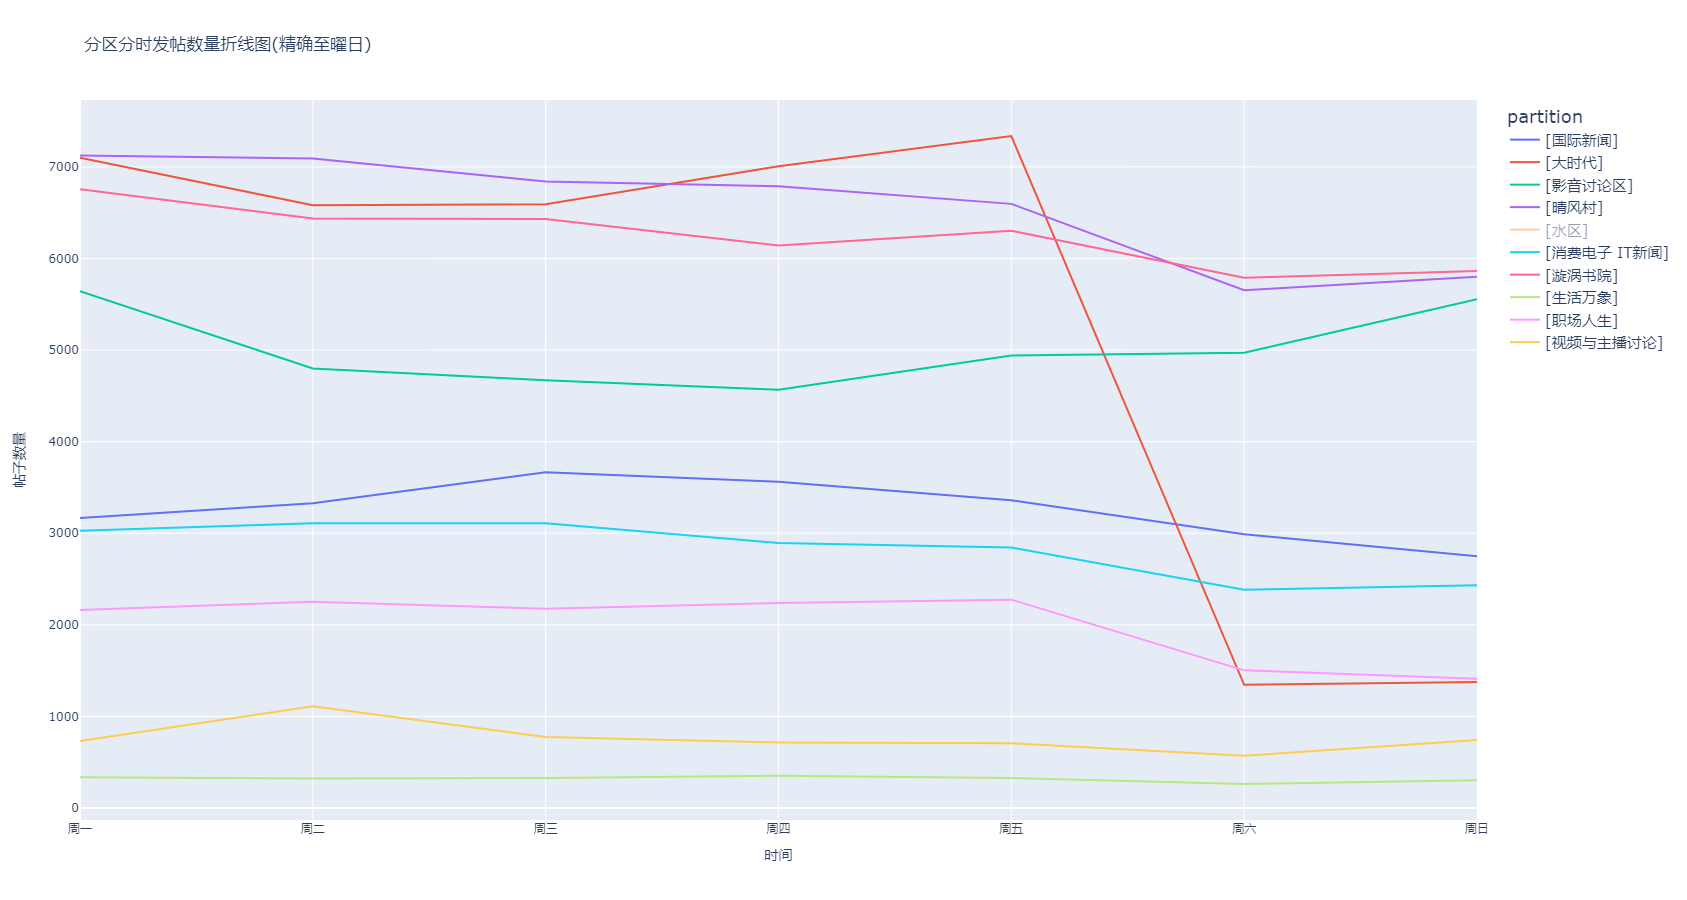 分区分时发帖数量折线图(精确至曜日)
partition
[国际新闻]
[大时代]
[影音讨论区]
[晴风村]
[水区]
[消费电子 IT新闻]
[漩涡书院]
[生活万象]
[职场人生]
[视频与主播讨论]
帖子数量
7000
6000
5000
4000
3000
2000
1000
0
周一 周二 周三 周四 周五 周六 周日
时间